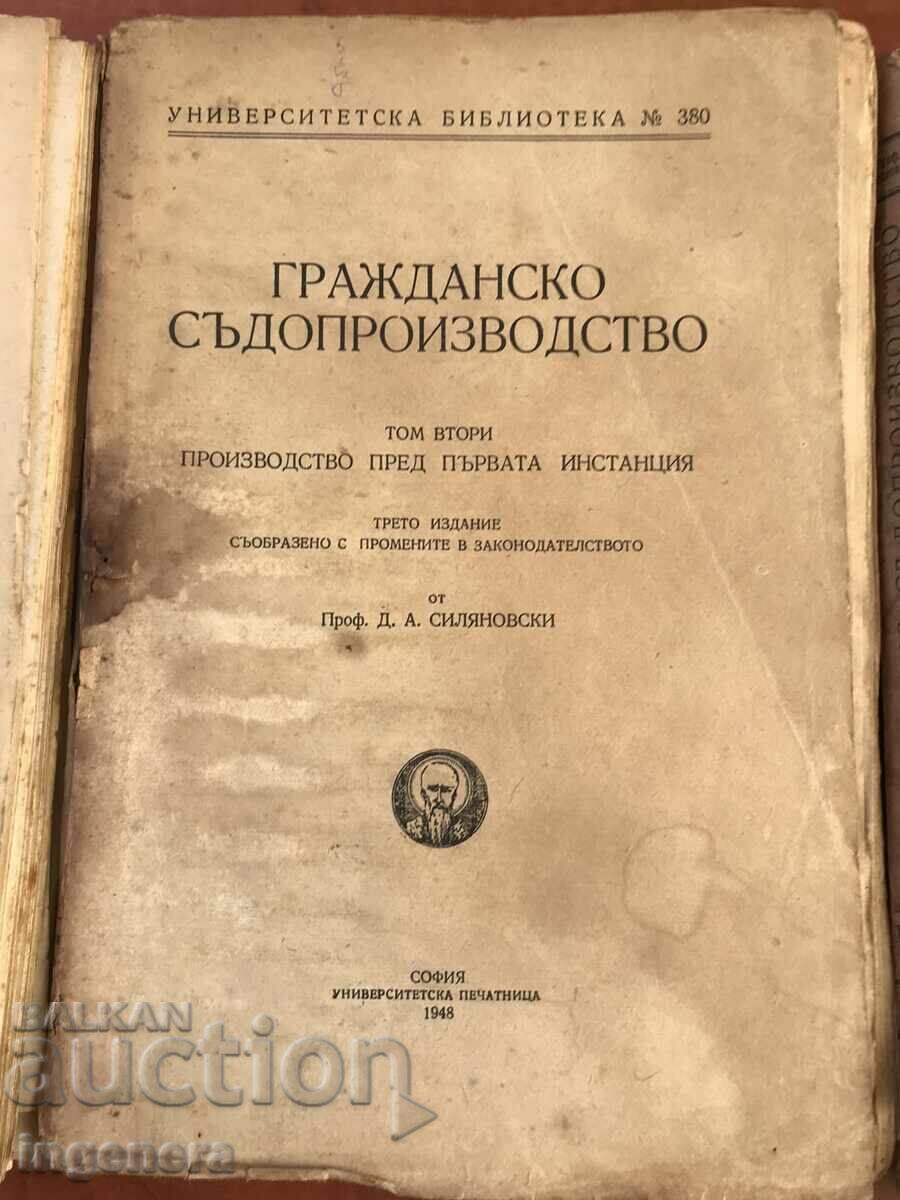 УНИВЕРСИТЕТСКА БИБЛИОТЕКА № 380
ГРАЖДАНСКО
СЪДОПРОИЗВОДСТВО
ТОМ ВТОРИ
ПРОИЗВОДСТВО ПРЕД ПЪРВАТА ИНСТАНЦИЯ
ТРЕТО ИЗДАНИЕ
СЪОБРАЗЕНО С ПРОМЕНИТЕ В ЗАКОНОДАТЕЛСТВОТО
от
Проф. Д. А. СИЛЯНОВСКИ
СОФИЯ
УНИВЕРСИТЕТСКА ПЕЧАТНИЦА
1948
BALKAN
auction
ingenera